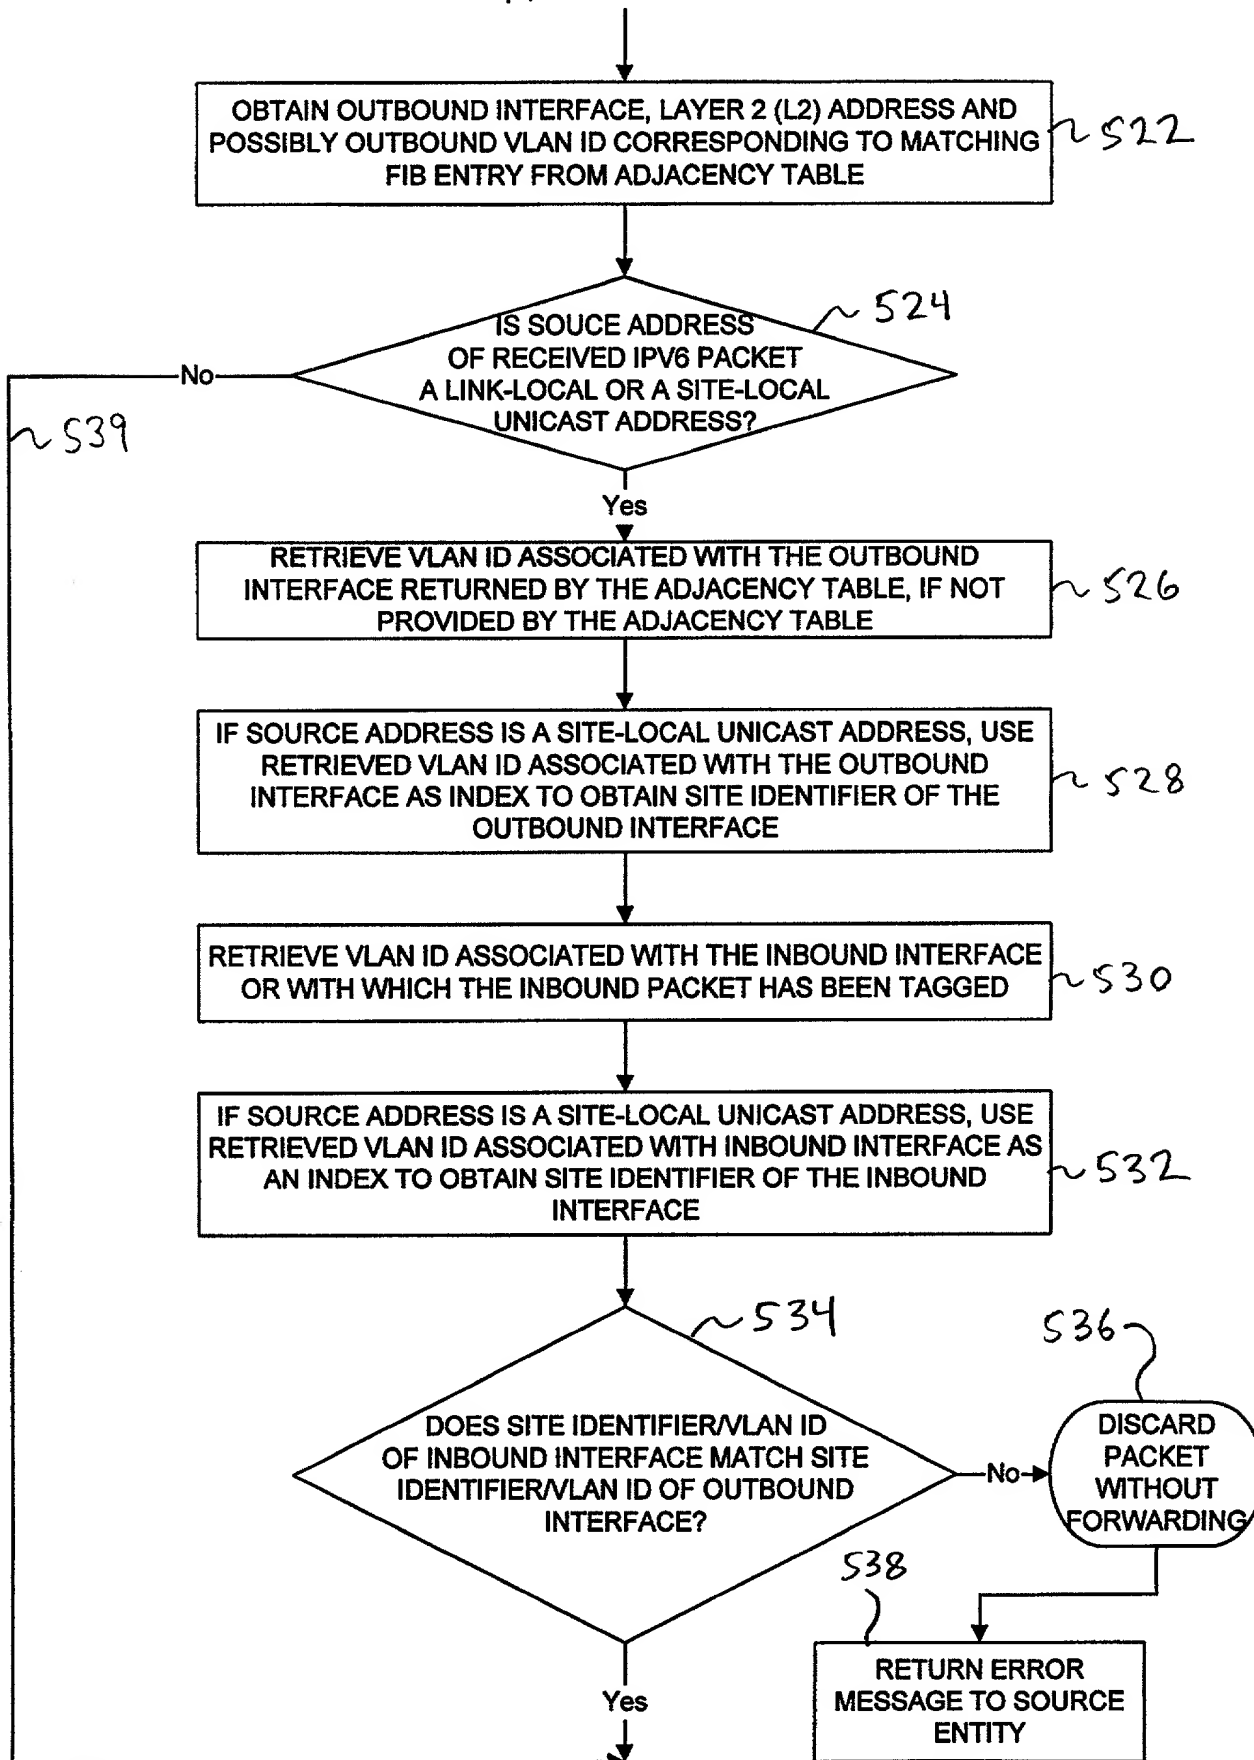 OBTAIN OUTBOUND INTERFACE, LAYER 2 (L2) ADDRESS AND
POSSIBLY OUTBOUND VLAN ID CORRESPONDING TO MATCHING
FIB ENTRY FROM ADJACENCY TABLE
522
IS SOUCE ADDRESS
OF RECEIVED IPV6 PACKET
A LINK-LOCAL OR A SITE-LOCAL
UNICAST ADDRESS?
524
No
539
Yes
RETRIEVE VLAN ID ASSOCIATED WITH THE OUTBOUND
INTERFACE RETURNED BY THE ADJACENCY TABLE, IF NOT
PROVIDED BY THE ADJACENCY TABLE
526
IF SOURCE ADDRESS IS A SITE-LOCAL UNICAST ADDRESS, USE
RETRIEVED VLAN ID ASSOCIATED WITH THE OUTBOUND
INTERFACE AS INDEX TO OBTAIN SITE IDENTIFIER OF THE
OUTBOUND INTERFACE
528
RETRIEVE VLAN ID ASSOCIATED WITH THE INBOUND INTERFACE
OR WITH WHICH THE INBOUND PACKET HAS BEEN TAGGED
530
IF SOURCE ADDRESS IS A SITE-LOCAL UNICAST ADDRESS, USE
RETRIEVED VLAN ID ASSOCIATED WITH INBOUND INTERFACE AS
AN INDEX TO OBTAIN SITE IDENTIFIER OF THE INBOUND
INTERFACE
532
534
DOES SITE IDENTIFIER/VLAN ID
OF INBOUND INTERFACE MATCH SITE
IDENTIFIER/VLAN ID OF OUTBOUND
INTERFACE?
No
536
DISCARD
PACKET
WITHOUT
FORWARDING
538
RETURN ERROR
MESSAGE TO SOURCE
ENTITY
Yes